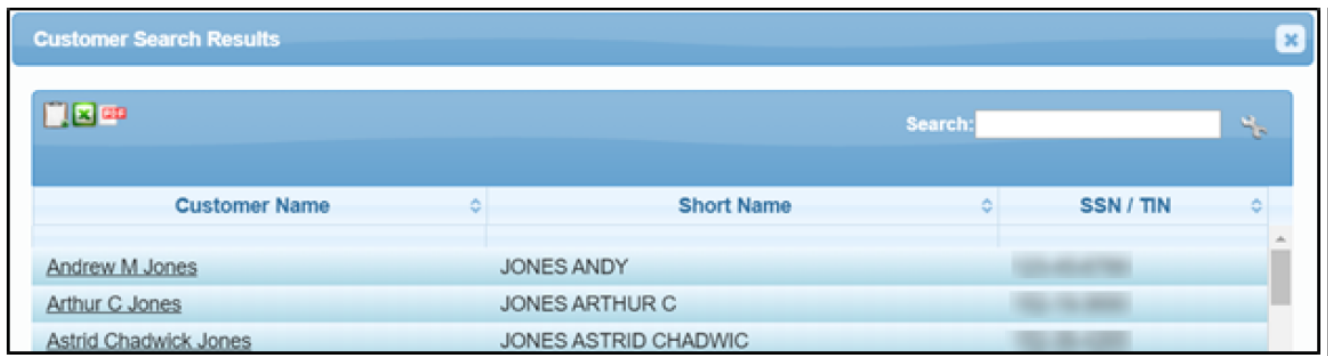 Customer Search Results
PDF
Search:
Customer Name Short Name SSN / TIN
Andrew M Jones JONES ANDY
Arthur C Jones JONES ARTHUR C
Astrid Chadwick Jones JONES ASTRID CHADWIC